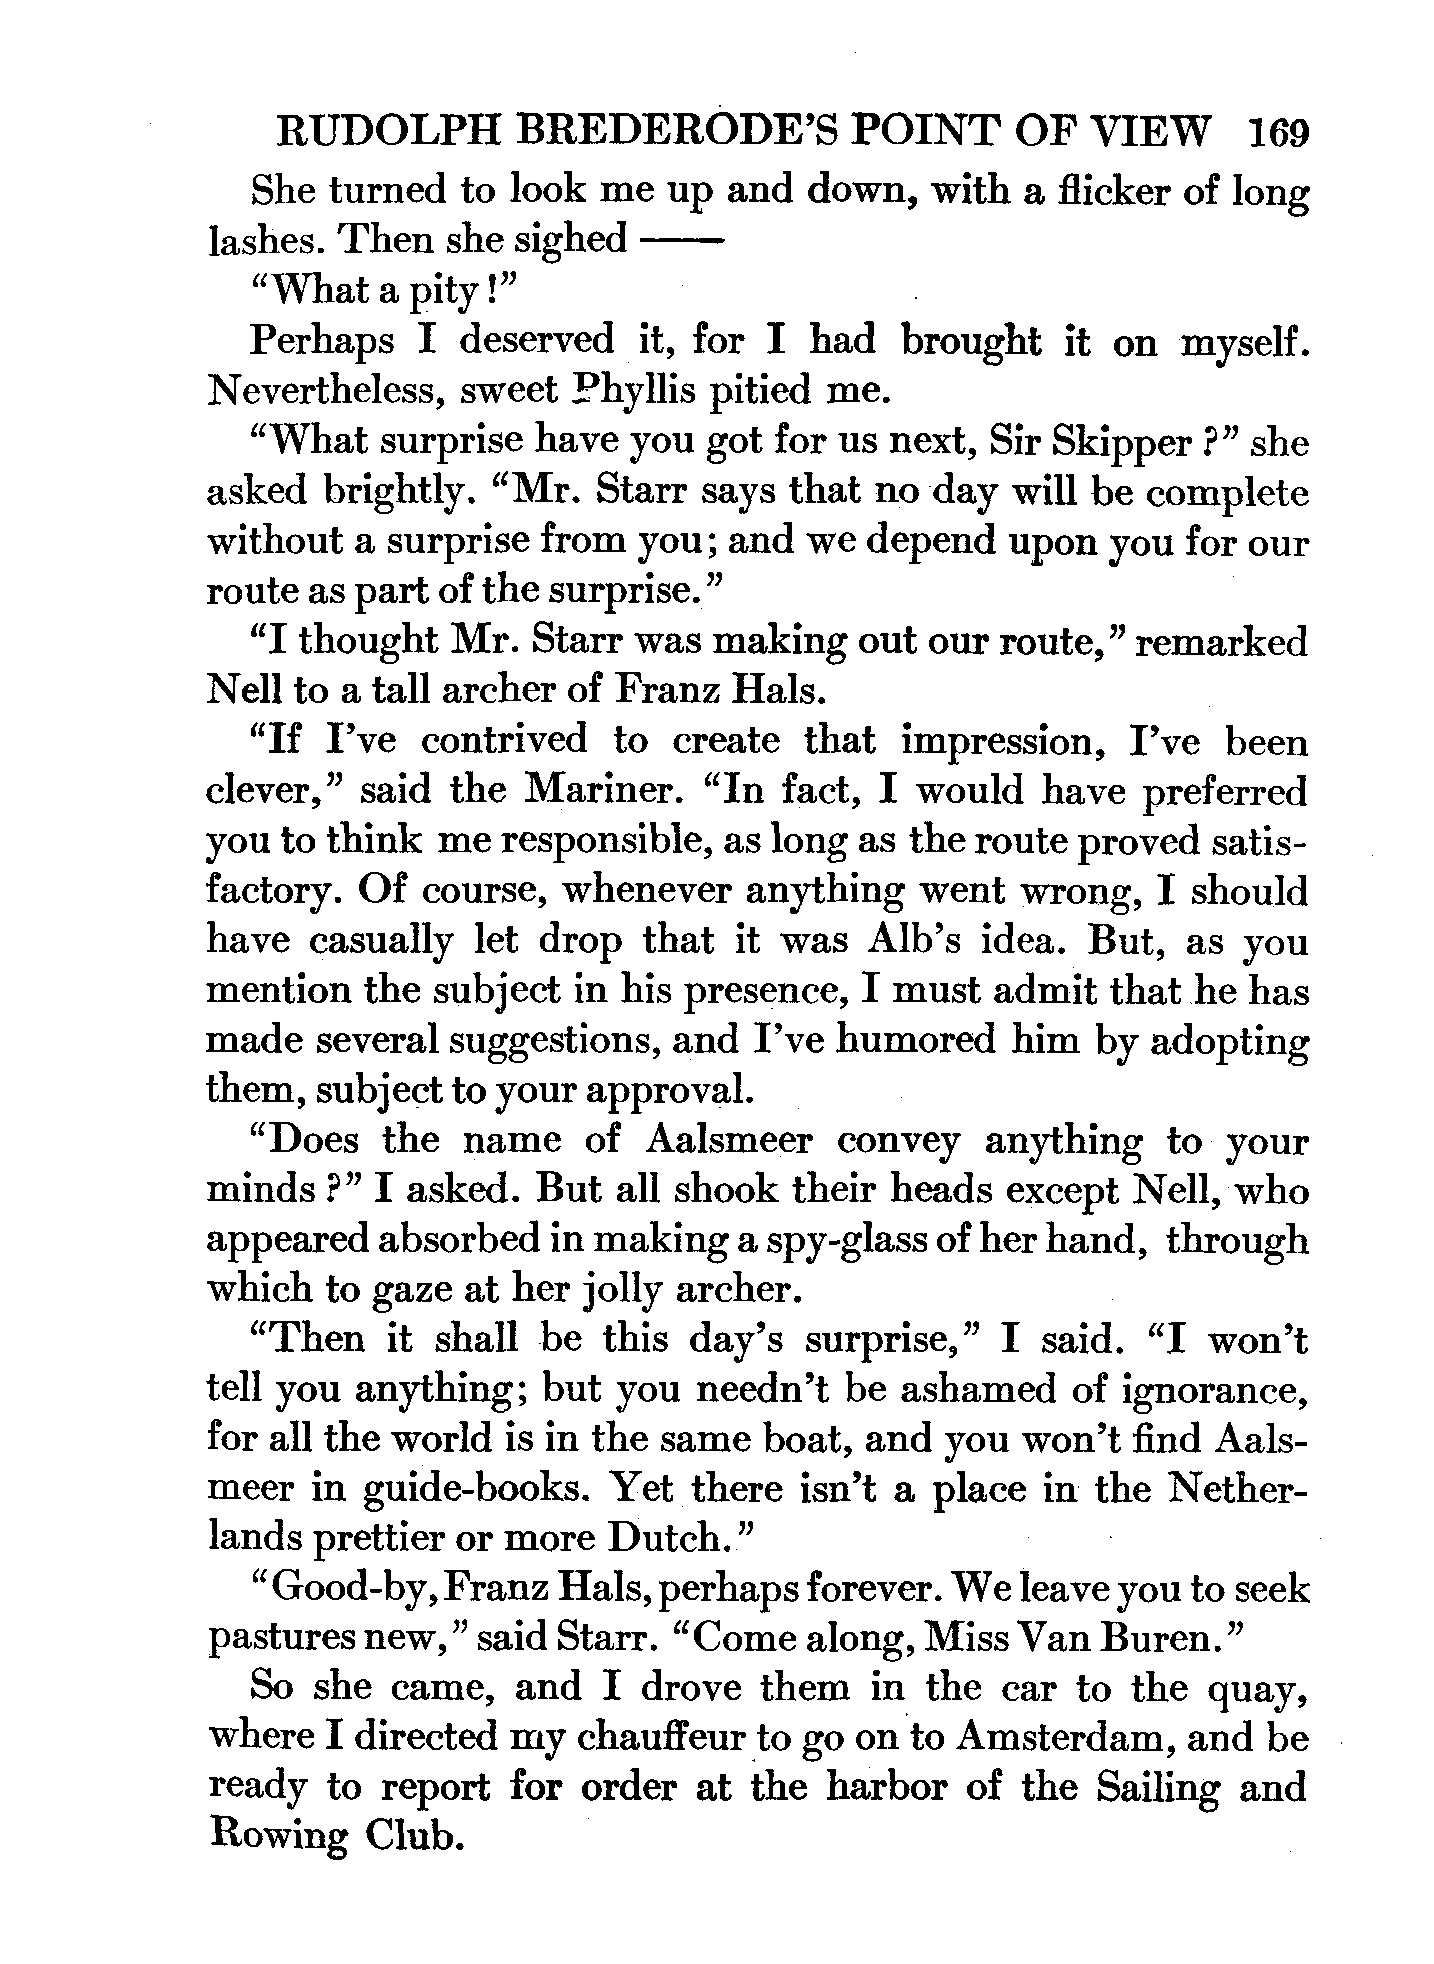 RUDOLPH BREDERODE'S POINT OF VIEW 169
She turned to look me up and down, with a flicker of long
lashes. Then she sighed ——
“What a pity!”
Perhaps I deserved it, for I had brought it on myself.
Nevertheless, sweet Phyllis pitied me.
“What surprise have you got for us next, Sir Skipper?” she
asked brightly. “Mr. Starr says that no day will be complete
without a surprise from you; and we depend upon you for our
route as part of the surprise.”
“I thought Mr. Starr was making out our route,” remarked
Nell to a tall archer of Franz Hals.
“If I've contrived to create that impression, I've been
clever,” said the Mariner. “In fact, I would have preferred
you to think me responsible, as long as the route proved satis-
factory. Of course, whenever anything went wrong, I should
have casually let drop that it was Alb's idea. But, as you
mention the subject in his presence, I must admit that he has
made several suggestions, and I've humored him by adopting
them, subject to your approval.
“Does the name of Aalsmeer convey anything to your
minds?” I asked. But all shook their heads except Nell, who
appeared absorbed in making a spy-glass of her hand, through
which to gaze at her jolly archer.
“Then it shall be this day's surprise,” I said. “I won't
tell you anything; but you needn't be ashamed of ignorance,
for all the world is in the same boat, and you won't find Aals-
meer in guide-books. Yet there isn't a place in the Nether-
lands prettier or more Dutch.”
“Good-by, Franz Hals, perhaps forever. We leave you to seek
pastures new,” said Starr. “Come along, Miss Van Buren.”
So she came, and I drove them in the car to the quay,
where I directed my chauffeur to go on to Amsterdam, and be
ready to report for order at the harbor of the Sailing and
Rowing Club.